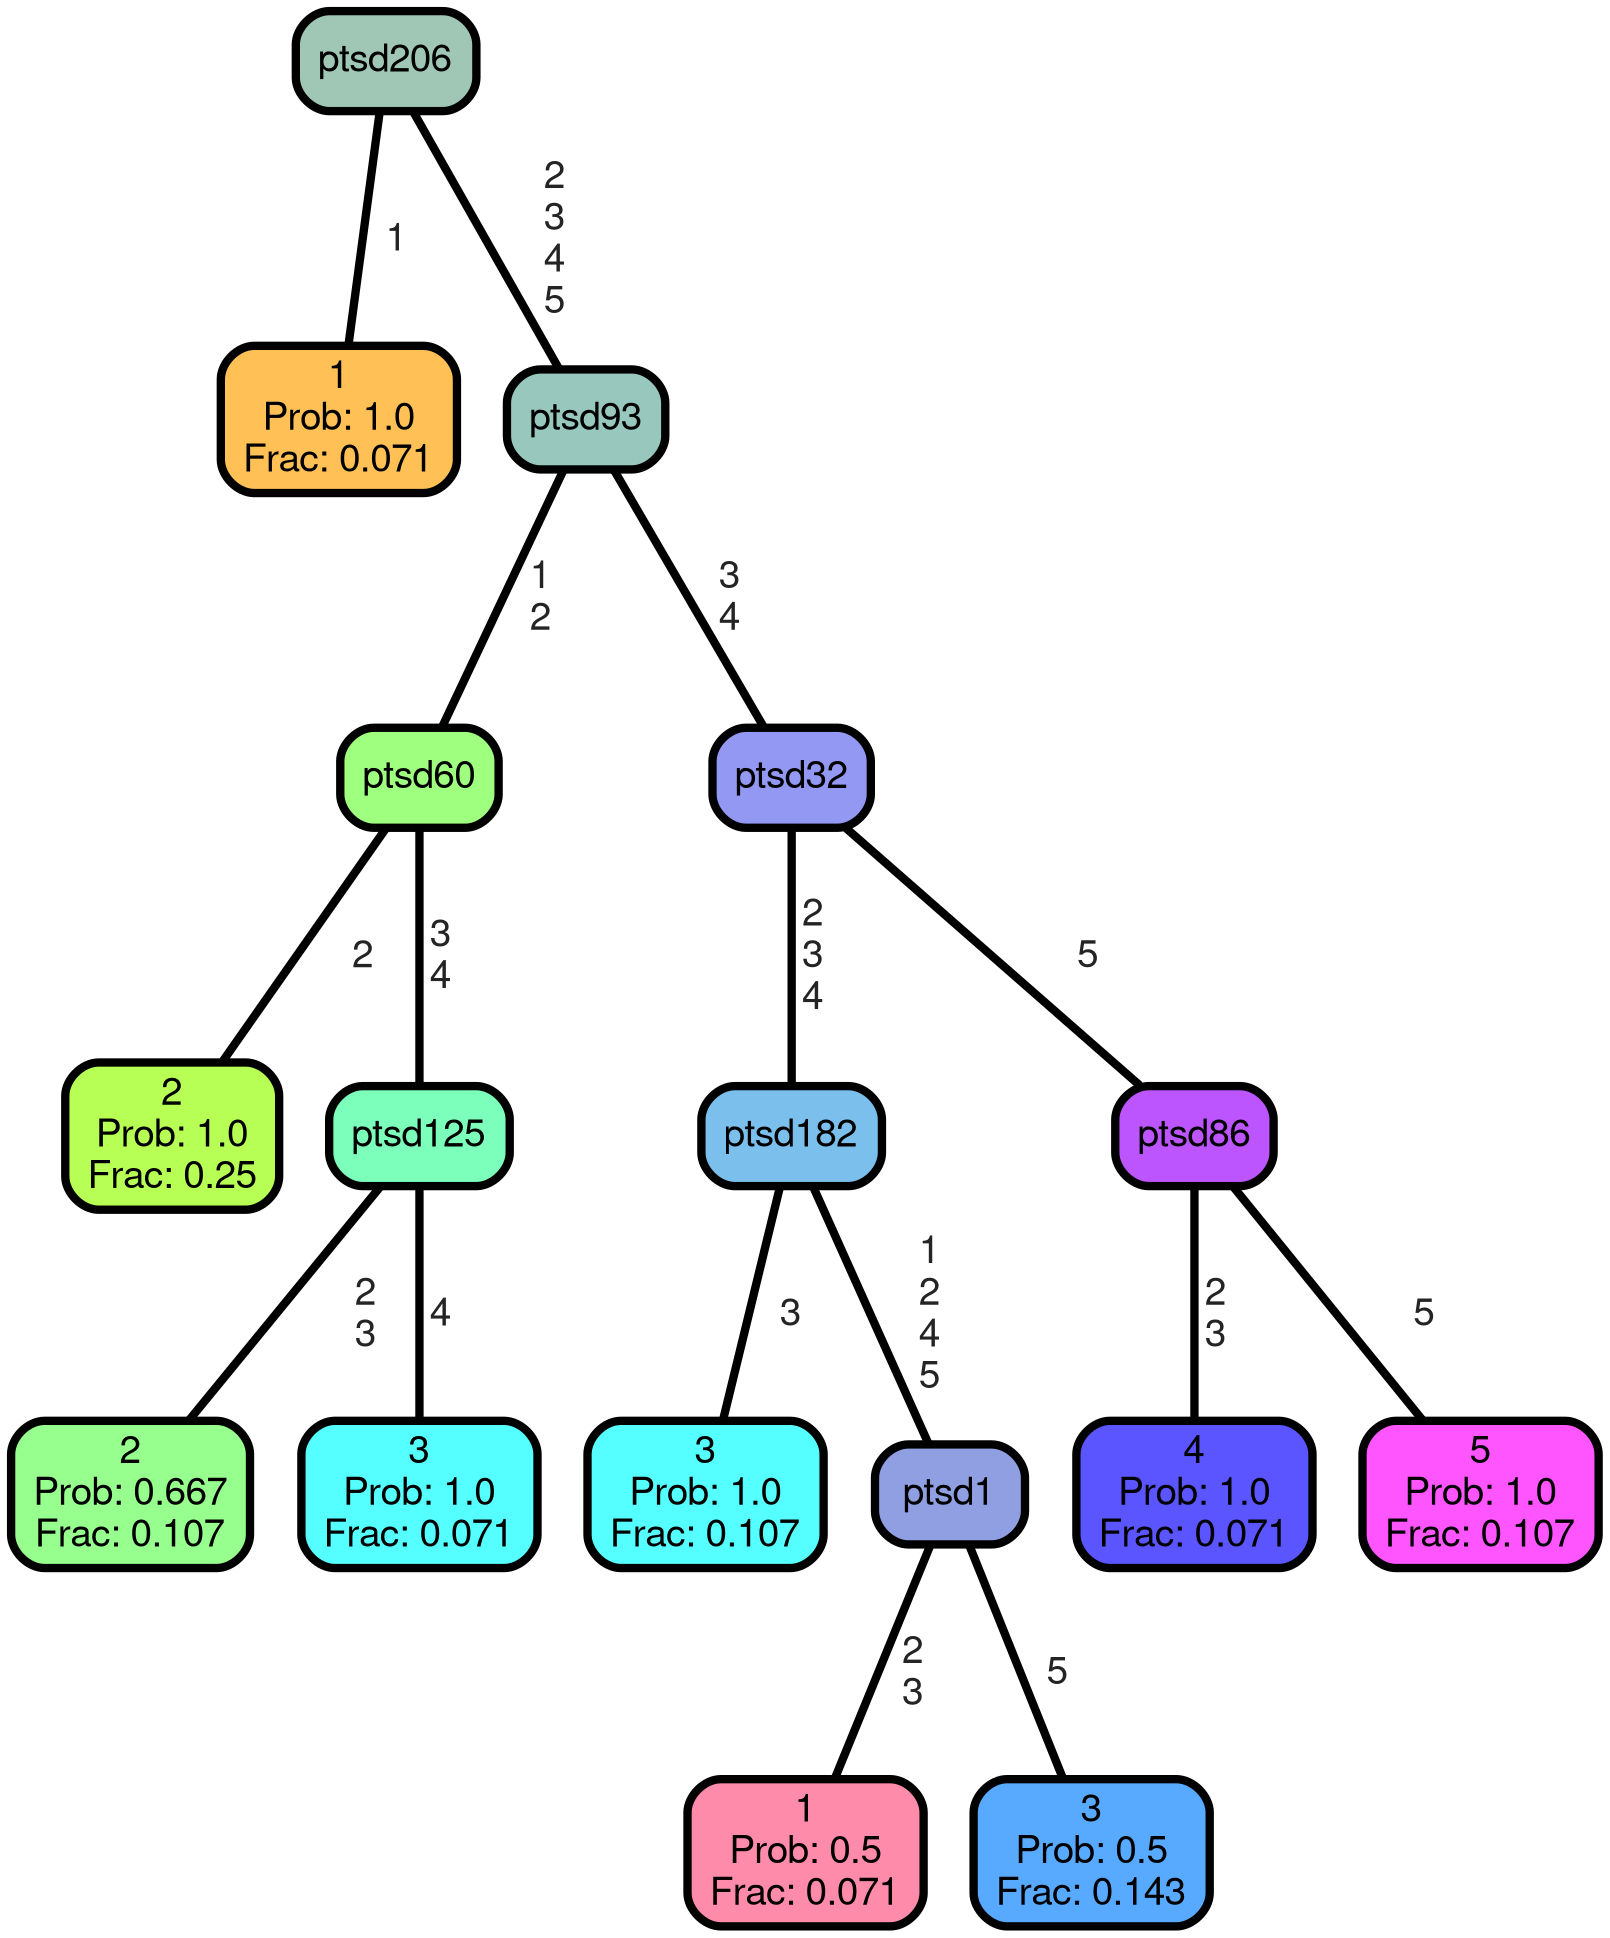 ptsd206
1
2
3
4
5
1
Prob: 1.0
Frac: 0.071
ptsd93
1
2
3
4
ptsd60
ptsd32
2
3
4
2
3
4
5
2
Prob: 1.0
Frac: 0.25
ptsd125
ptsd182
ptsd86
2
3
4
3
1
2
4
5
2
3
5
2
Prob: 0.667
Frac: 0.107
3
Prob: 1.0
Frac: 0.071
3
Prob: 1.0
Frac: 0.107
ptsd1
4
Prob: 1.0
Frac: 0.071
5
Prob: 1.0
Frac: 0.107
2
3
5
1
Prob: 0.5
Frac: 0.071
3
Prob: 0.5
Frac: 0.143